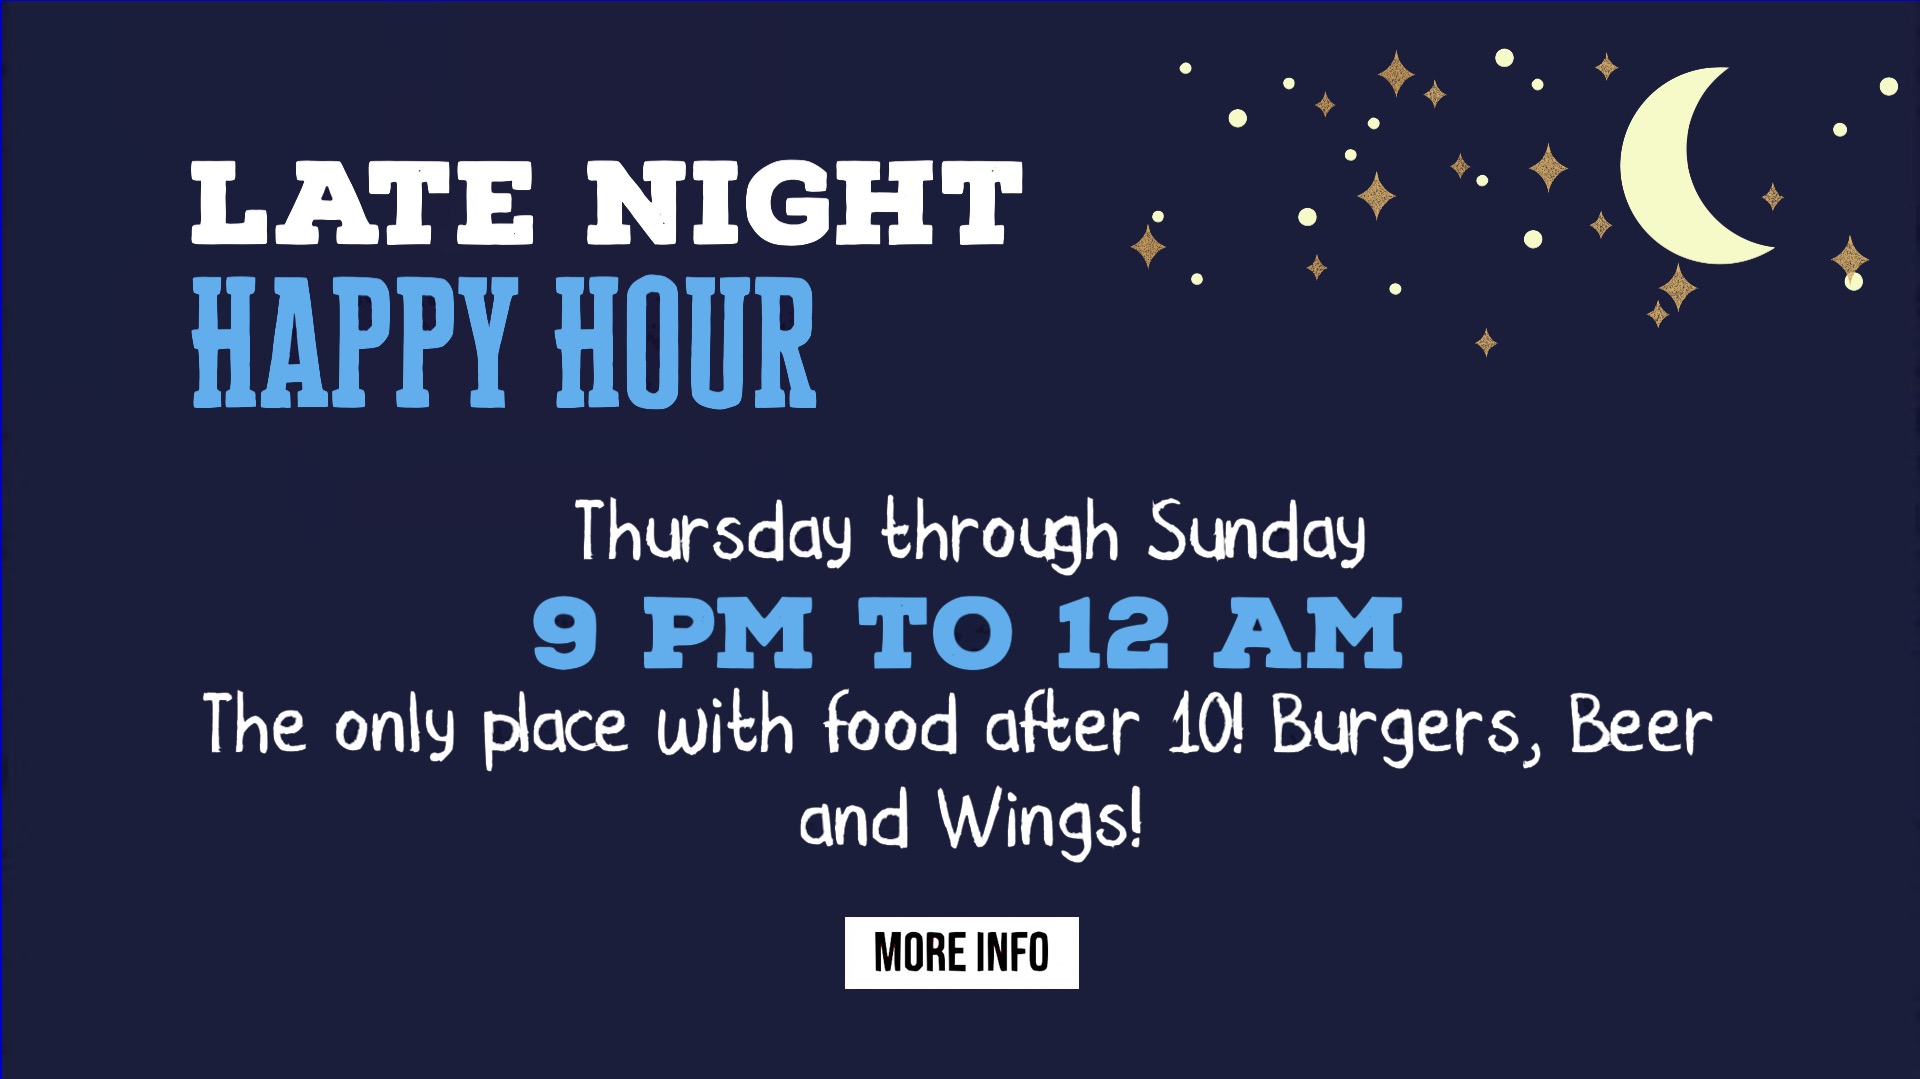 LATE NIGHT
HAPPY HOUR
Thursday through Sunday
9 PM TO 12 AM
The only place with food after 10! Burgers, Beer
and Wings!
MORE INFO